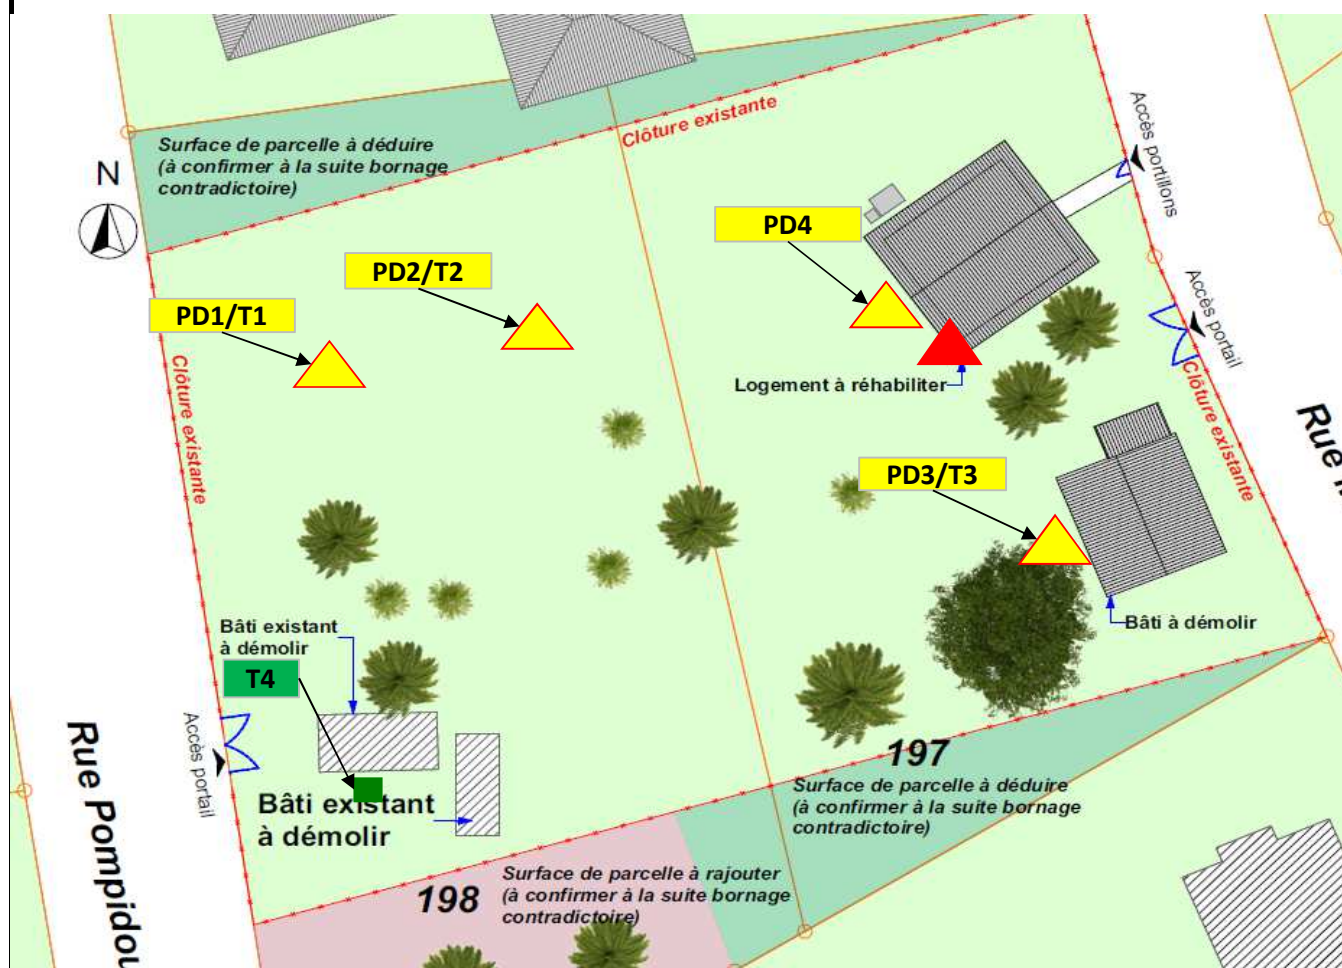 Surface de parcelle à déduire
(à confirmer à la suite bornage
contradictoire)
Clôture existante
Accès portillons
N
PD4
PD2/T2
PD1/T1
Accès portail
Clôture existante
Logement à réhabiliter
Clôture existante
Rue
PD3/T3
Bâti existant
à démolir
Bâti à démolir
T4
Accès portail
Rue Pompidou
197
Surface de parcelle à déduire
(à confirmer à la suite bornage
contradictoire)
Bâti existant
à démolir
198
Surface de parcelle à rajouter
(à confirmer à la suite bornage
contradictoire)